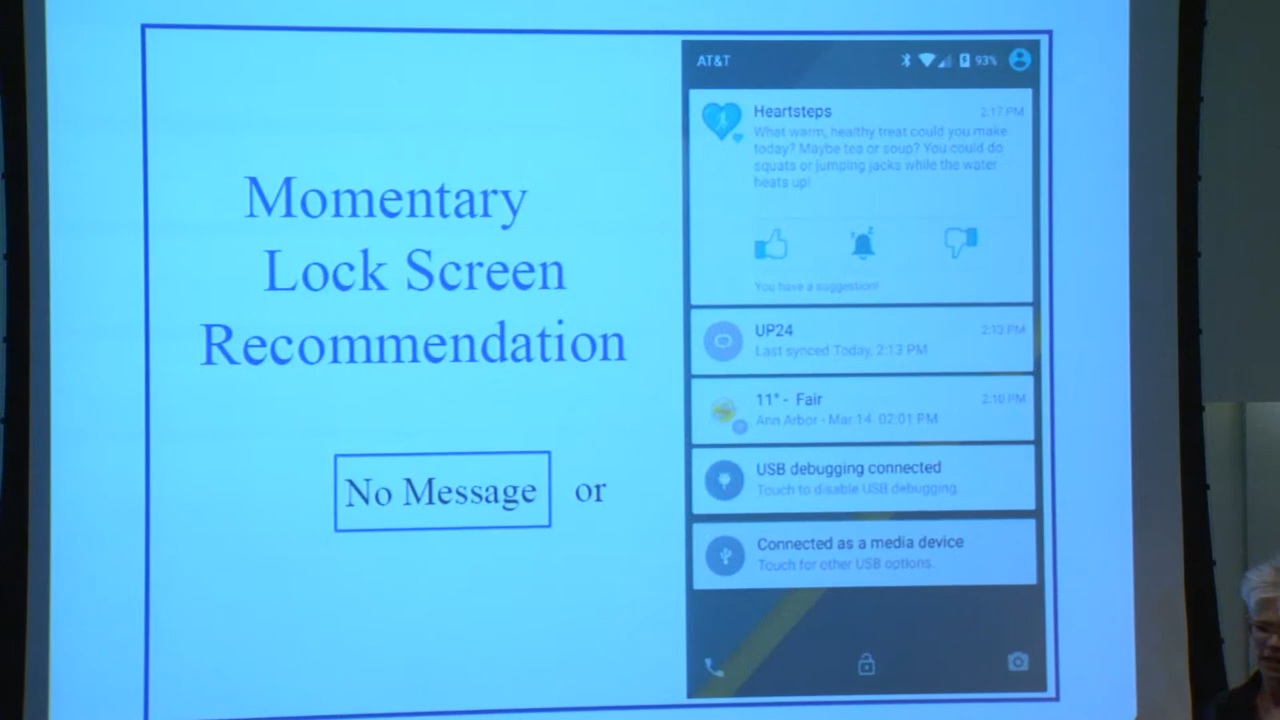 Momentary
Lock Screen
Recommendation
No Message or
AT&T
93%
Heartsteps
2:17 PM
What warm, healthy treat could you make
today? Maybe tea or soup? You could do
squats or jumping jacks while the water
heats up!
You have a suggestion!
UP24
2:13 PM
Last synced Today, 2:13 PM
11° - Fair
2:10 PM
Ann Arbor - Mar 14, 02:01 PM
USB debugging connected
Touch to disable USB debugging.
Connected as a media device
Touch for other USB options.